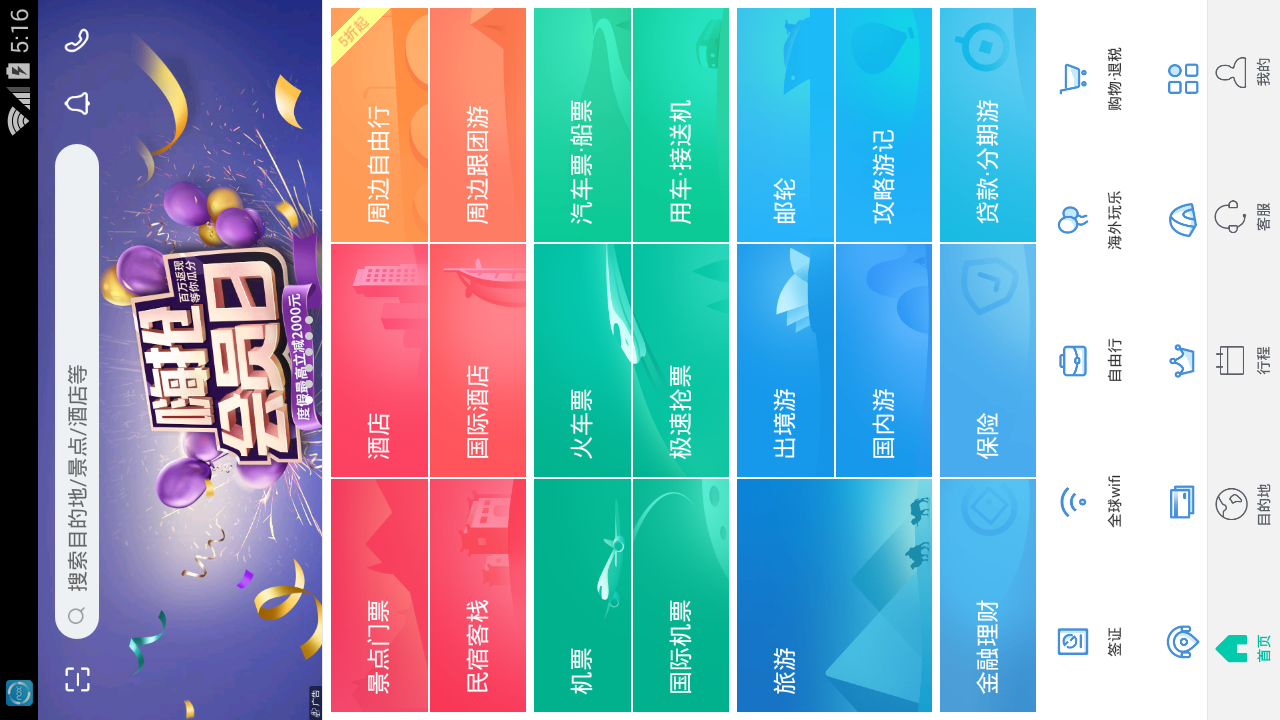 5:16
搜索目的地/景点/酒店等
嗨抢
百万返现
等你瓜分
会员日
度假最高立减2000元
广告
景点门票
酒店
周边自由行
5折起
民宿客栈
国际酒店
周边跟团游
机票
火车票
汽车票·船票
国际机票
极速抢票
用车·接送机
旅游
出境游
邮轮
国内游
攻略游记
金融理财
保险
贷款·分期游
签证
全球wifi
自由行
海外玩乐
购物·退税
首页
目的地
行程
客服
我的